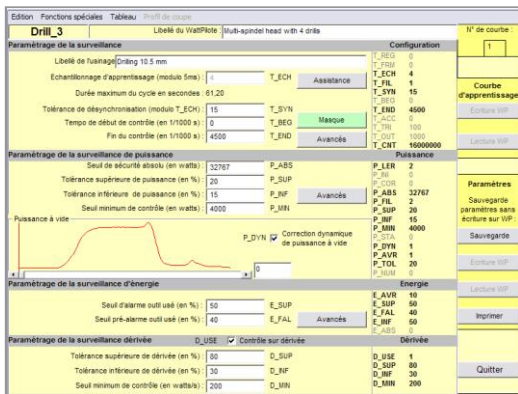 Edition Fonctions spéciales Tableau Profil de coupe
Drill_3 Libellé du WattPilote : Multi-spindel head with 4 drills N° de courbe :
1
Paramètrage de la surveillance Configuration
Libellé de l'usinage Drilling 10.5 mm
Echantillonnage d'apprentissage (modulo 5ms) : 4 T_ECH Assistance
Durée maximum du cycle en secondes : 61,20
Tolérance de désynchronisation (modulo T_ECH) : 15 T_SYN
Tempo de début de contrôle (en 1/1000 s) : 0 T_BEG Masque
Fin du contrôle (en 1/1000 s) : 4500 T_END Avancés
T_REG 0
T_FRM 0
T_ECH 4
T_FIL 1
T_SYN 15
T_BEG 0
T_END 4500
T_ACC 0
T_TRI 100
T_OUT 1000
T_CNT 16000000
Courbe d'apprentissage
Ecriture WP
Lecture WP
Paramètrage de la surveillance de puissance Puissance
Seuil de sécurité absolu (en watts) : 32767 P_ABS
Tolérance supérieure de puissance (en %) : 20 P_SUP
Tolérance inférieure de puissance (en %) : 15 P_INF Avancés
Seuil minimum de contrôle (en watts) : 4000 P_MIN
Puissance à vide
P_DYN Correction dynamique de puissance à vide
0
P_LER 2
P_INI 0
P_COR 0
P_ABS 32767
P_FIL 2
P_SUP 20
P_INF 15
P_MIN 4000
P_STA 0
P_DYN 1
P_AVR 1
P_TOL 20
P_NUM 0
Paramètres
Sauvegarde paramètres sans écriture sur WP :
Sauvegarde
Ecriture WP
Lecture WP
Imprimer
Quitter
Paramètrage de la surveillance d'énergie Energie
Seuil d'alarme outil usé (en %) : 50 E_SUP
Seuil pré-alarme outil usé (en %) : 40 E_FAL Avancés
E_AVR 10
E_SUP 50
E_FAL 40
E_INF 50
E_ABS 0
Paramètrage de la surveillance dérivée D_USE Contrôle sur dérivée Dérivée
Tolérance supérieure de dérivée (en %) : 80 D_SUP
Tolérance inférieure de dérivée (en %) : 30 D_INF
Seuil minimum de contrôle (en watts/s) : 200 D_MIN
D_USE 1
D_SUP 80
D_INF 30
D_MIN 200